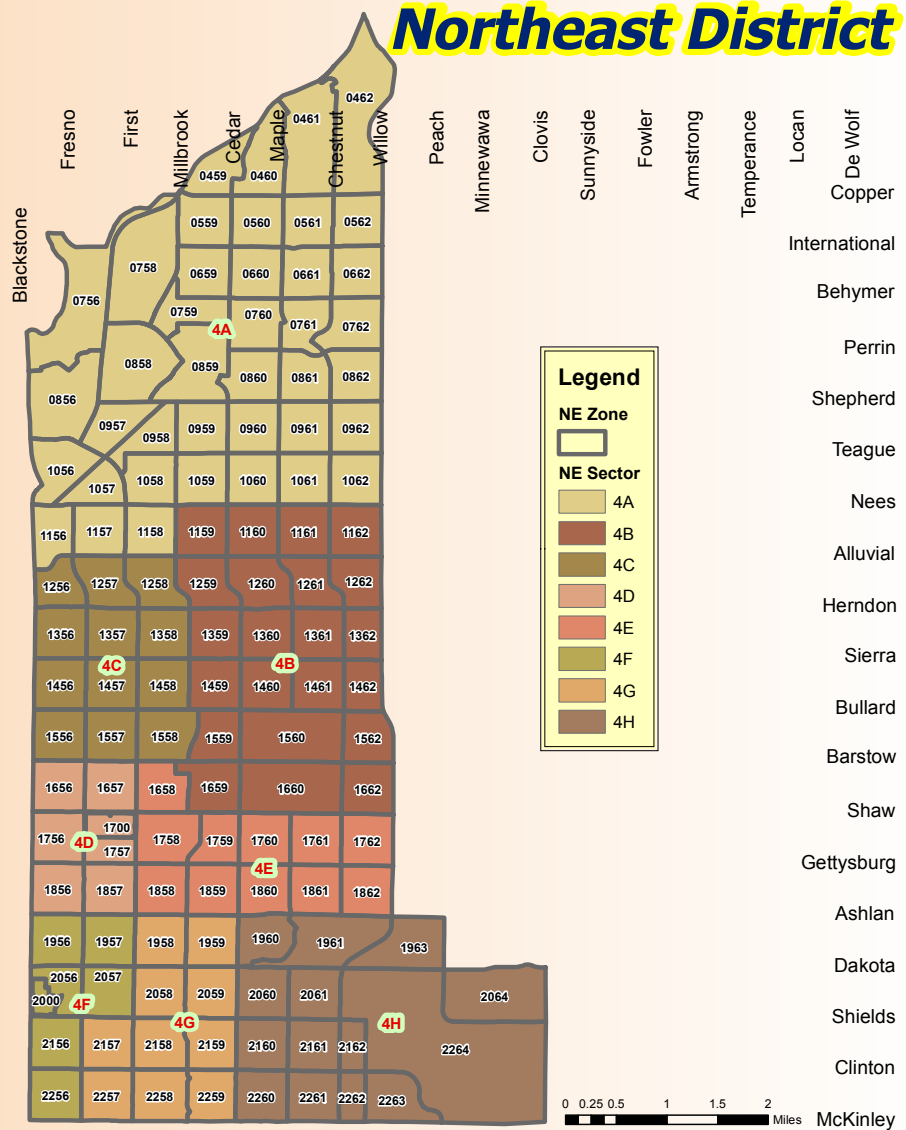 Northeast District
Blackstone
Fresno
First
Millbrook
Cedar
Maple
Chestnut
Willow
Peach
Minnewawa
Clovis
Sunnyside
Fowler
Armstrong
Temperance
Locan
De Wolf
Copper
International
Behymer
Perrin
Shepherd
Teague
Nees
Alluvial
Herndon
Sierra
Bullard
Barstow
Shaw
Gettysburg
Ashlan
Dakota
Shields
Clinton
McKinley
0462
0461
0459 0460
0559 0560 0561 0562
0758 0659 0660 0661 0662
0756 0759 0760 0761 0762
4A
0858 0859 0860 0861 0862
0856
0957 0958 0959 0960 0961 0962
1056 1057 1058 1059 1060 1061 1062
1156 1157 1158 1159 1160 1161 1162
1256 1257 1258 1259 1260 1261 1262
1356 1357 1358 1359 1360 1361 1362
4C 4B
1456 1457 1458 1459 1460 1461 1462
1556 1557 1558 1559 1560 1562
1656 1657 1658 1659 1660 1662
1700
1756 4D 1757 1758 1759 1760 1761 1762
4E
1856 1857 1858 1859 1860 1861 1862
1956 1957 1958 1959 1960 1961 1963
2056 2057 2058 2059 2060 2061 2064
2000 4F
4G 4H
2156 2157 2158 2159 2160 2161 2162 2264
2256 2257 2258 2259 2260 2261 2262 2263
Legend
NE Zone
NE Sector
4A
4B
4C
4D
4E
4F
4G
4H
0 0.25 0.5 1 1.5 2
Miles